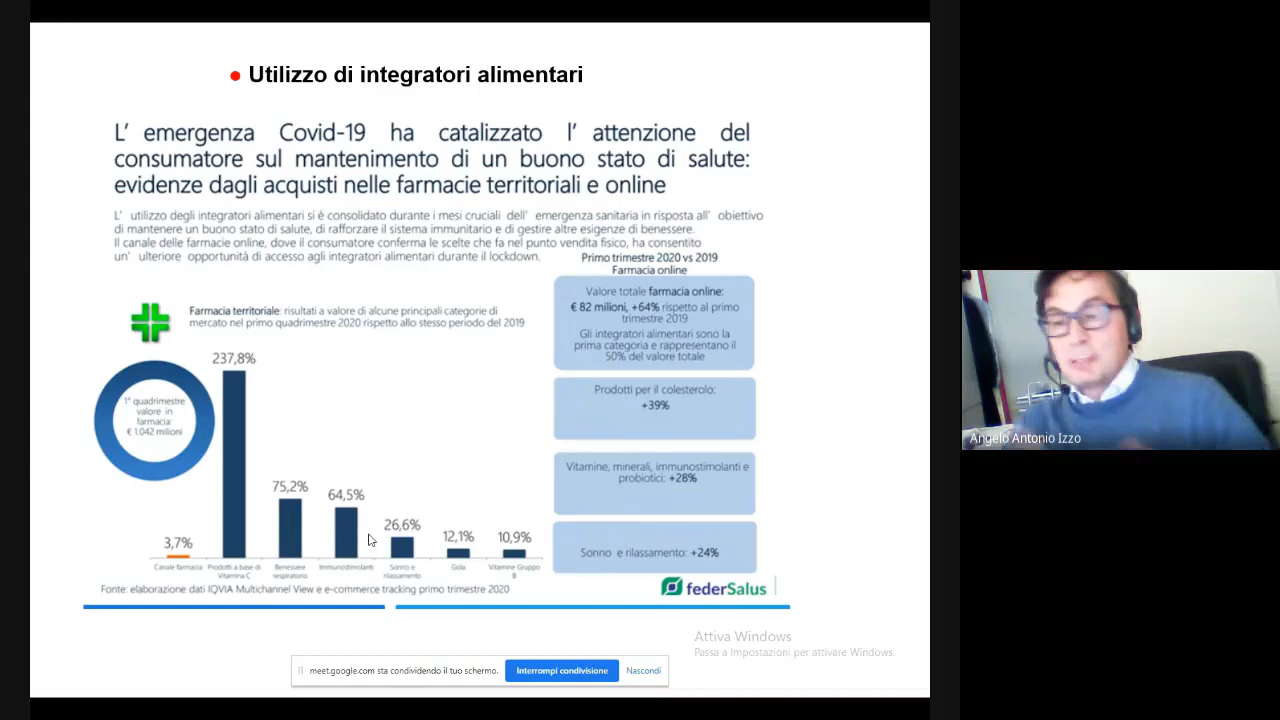 Utilizzo di integratori alimentari
L' emergenza Covid-19 ha catalizzato l' attenzione del
consumatore sul mantenimento di un buono stato di salute:
evidenze dagli acquisti nelle farmacie territoriali e online
L' utilizzo degli integratori alimentari si è consolidato durante i mesi cruciali dell' emergenza sanitaria in risposta all' obiettivo
di mantenere un buono stato di salute, di rafforzare il sistema immunitario e di gestire altre esigenze di benessere.
Il canale delle farmacie online, dove il consumatore conferma le scelte che fa nel punto vendita fisico, ha consentito
un' ulteriore opportunità di accesso agli integratori alimentari durante il lockdown.
Primo trimestre 2020 vs 2019
Farmacia online
Farmacia territoriale: risultati a valore di alcune principali categorie di
mercato nel primo quadrimestre 2020 rispetto allo stesso periodo del 2019
Valore totale farmacia online:
€ 82 milioni, +64% rispetto al primo
trimestre 2019
Gli integratori alimentari sono la
prima categoria e rappresentano il
50% del valore totale
Prodotti per il colesterolo:
+39%
Vitamine, minerali, immunostimolanti e
probiotici: +28%
Sonno e rilassamento: +24%
1° quadrimestre
valore in
farmacia:
€ 1.042 milioni
3,7%
237,8%
75,2%
64,5%
26,6%
12,1%
10,9%
Canale farmacia
Prodotti a base di
Vitamina C
Benessere
respiratorio
Immunostimolanti
Sonno e
rilassamento
Gola
Vitamine Gruppo
B
Fonte: elaborazione dati IQVIA Multichannel View e e-commerce tracking primo trimestre 2020
federSalus
Attiva Windows
Passa a Impostazioni per attivare Windows.
meet.google.com sta condividendo il tuo schermo.
Interrompi condivisione
Nascondi
Angelo Antonio Izzo